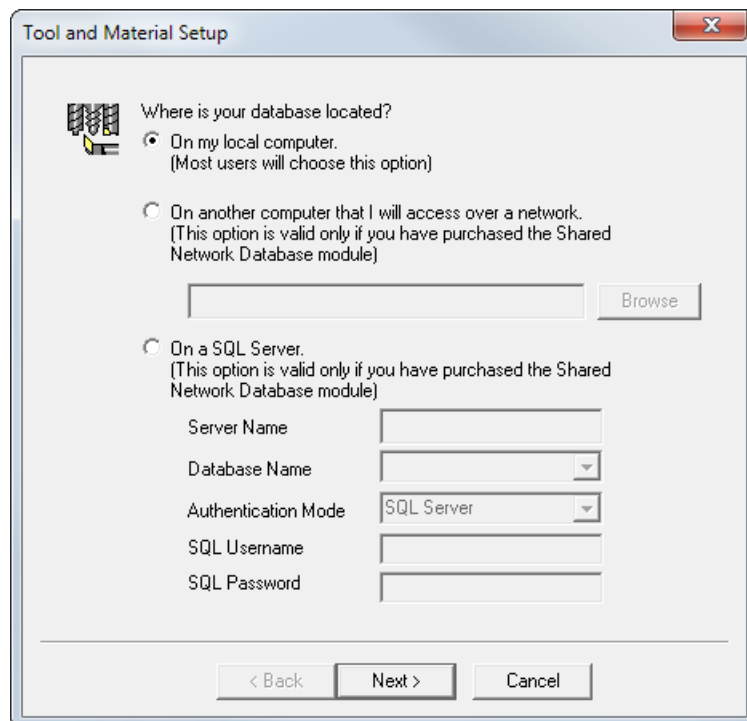 Tool and Material Setup
Where is your database located?
On my local computer.
(Most users will choose this option)
On another computer that I will access over a network.
(This option is valid only if you have purchased the Shared
Network Database module)
Browse
On a SQL Server.
(This option is valid only if you have purchased the Shared
Network Database module)
Server Name
Database Name
Authentication Mode SQL Server
SQL Username
SQL Password
< Back Next > Cancel